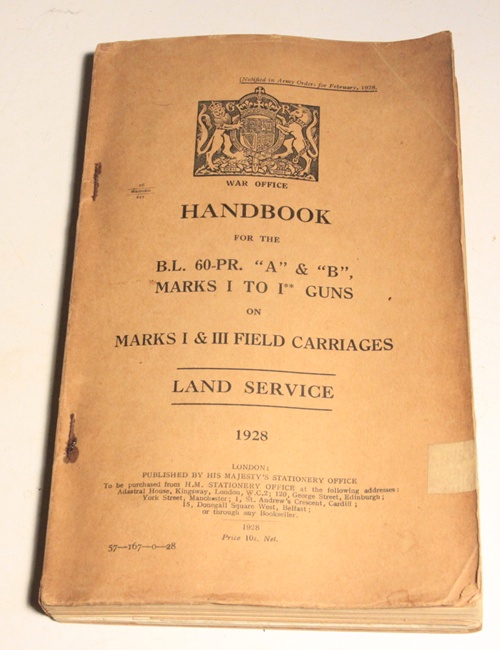 (Notified in Army Orders for February, 1928.
G R
WAR OFFICE
HANDBOOK
FOR THE
B.L. 60-PR. "A" & "B",
MARKS I TO I** GUNS
ON
MARKS I & III FIELD CARRIAGES
LAND SERVICE
1928
LONDON:
PUBLISHED BY HIS MAJESTY'S STATIONERY OFFICE
To be purchased from H.M. STATIONERY OFFICE at the following addresses:
Adastral House, Kingsway, London, W.C.2; 120, George Street, Edinburgh;
York Street, Manchester; 1, St. Andrew's Crescent, Cardiff;
15, Donegall Square West, Belfast;
or through any Bookseller.
1928
Price 10s. Net.
57—167—0—28